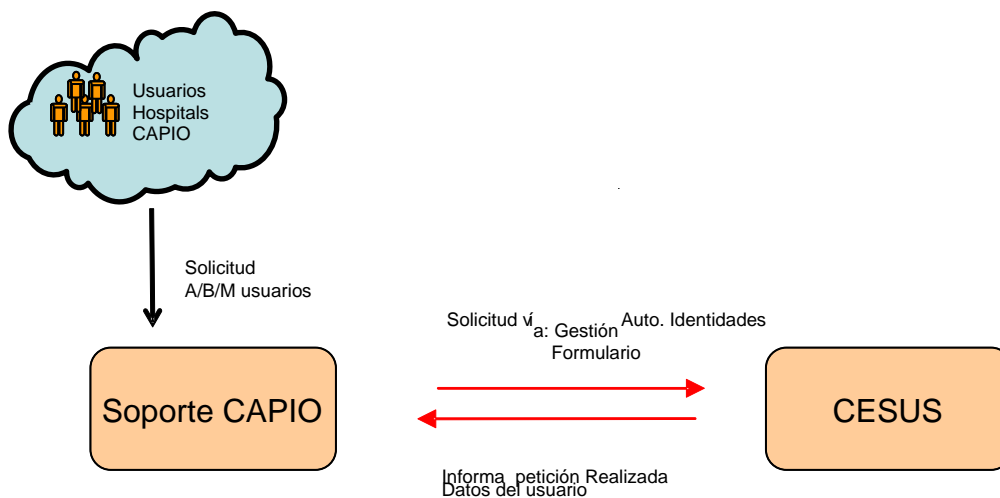 Usuarios
Hospitals
CAPIO
Solicitud
A/B/M usuarios
Solicitud vía: Gestión Auto. Identidades
Formulario
Soporte CAPIO
CESUS
Informa petición Realizada
Datos del usuario